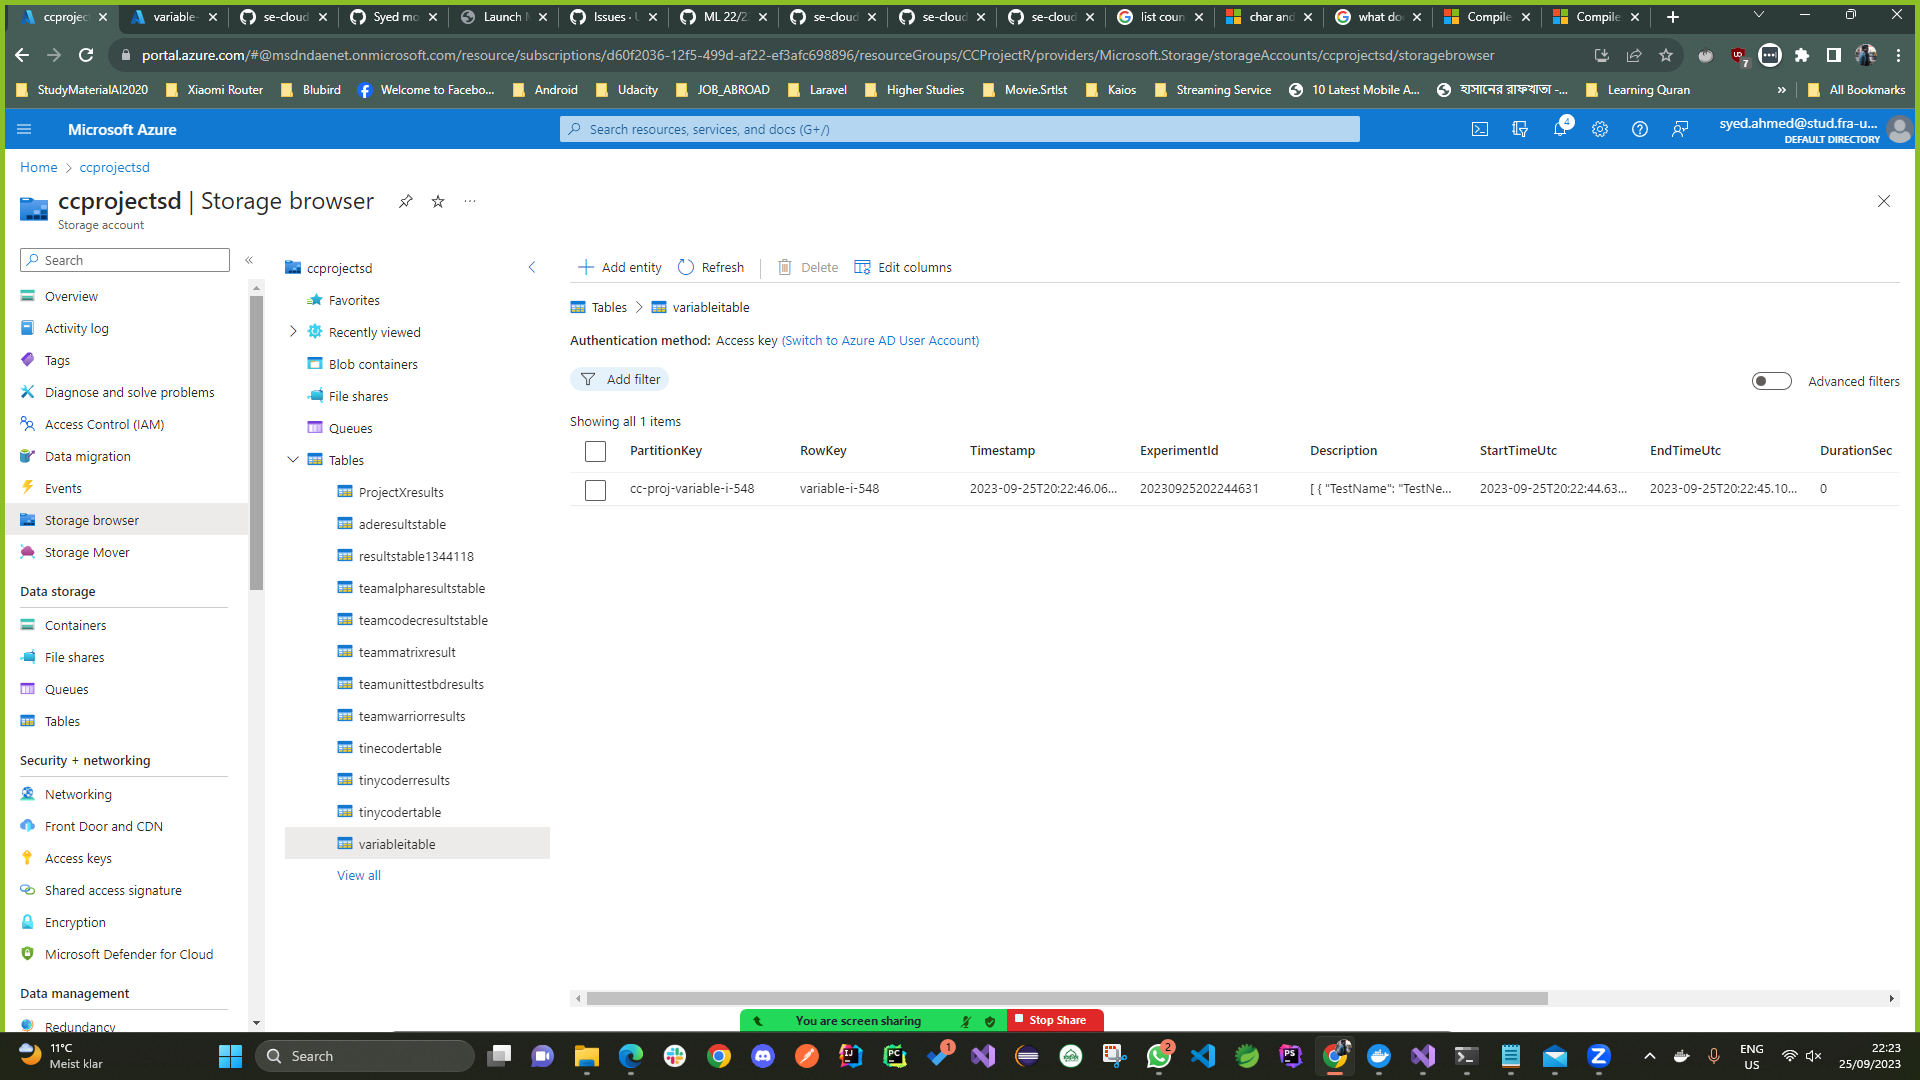 ccproject
variable-
se-cloud
Syed mo
Launch M
Issues · U
ML 22/2
se-cloud
se-cloud
se-cloud
list coun
char and
what do
Compile
Compile
portal.azure.com/#@msdndaenet.onmicrosoft.com/resource/subscriptions/d60f2036-12f5-499d-af22-ef3afc698896/resourceGroups/CCProjectR/providers/Microsoft.Storage/storageAccounts/ccprojectsd/storagebrowser
7
StudyMaterialAI2020
Xiaomi Router
Blubird
Welcome to Facebo...
Android
Udacity
JOB_ABROAD
Laravel
Higher Studies
Movie.Srtlst
Kaios
Streaming Service
10 Latest Mobile A...
হাসানের রাফখাতা -...
Learning Quran
»
All Bookmarks
Microsoft Azure
Search resources, services, and docs (G+/)
4
syed.ahmed@stud.fra-u...
DEFAULT DIRECTORY
Home > ccprojectsd
ccprojectsd | Storage browser
...
Storage account
Search
«
Overview
Activity log
Tags
Diagnose and solve problems
Access Control (IAM)
Data migration
Events
Storage browser
Storage Mover
Data storage
Containers
File shares
Queues
Tables
Security + networking
Networking
Front Door and CDN
Access keys
Shared access signature
Encryption
Microsoft Defender for Cloud
Data management
Redundancy
ccprojectsd
Favorites
Recently viewed
Blob containers
File shares
Queues
Tables
ProjectXresults
aderesultstable
resultstable1344118
teamalpharesultstable
teamcodecresultstable
teammatrixresult
teamunittestbdresults
teamwarriorresults
tinecodertable
tinycoderresults
tinycodertable
variableitable
View all
Add entity
Refresh
Delete
Edit columns
Tables > variableitable
Authentication method: Access key (Switch to Azure AD User Account)
Add filter
Advanced filters
Showing all 1 items
PartitionKey RowKey Timestamp ExperimentId Description StartTimeUtc EndTimeUtc DurationSec
cc-proj-variable-i-548 variable-i-548 2023-09-25T20:22:46.06... 20230925202244631 [ { "TestName": "TestNe... 2023-09-25T20:22:44.63... 2023-09-25T20:22:45.10... 0
You are screen sharing
Stop Share
11°C
Meist klar
Search
1
2
ENG
US
22:23
25/09/2023